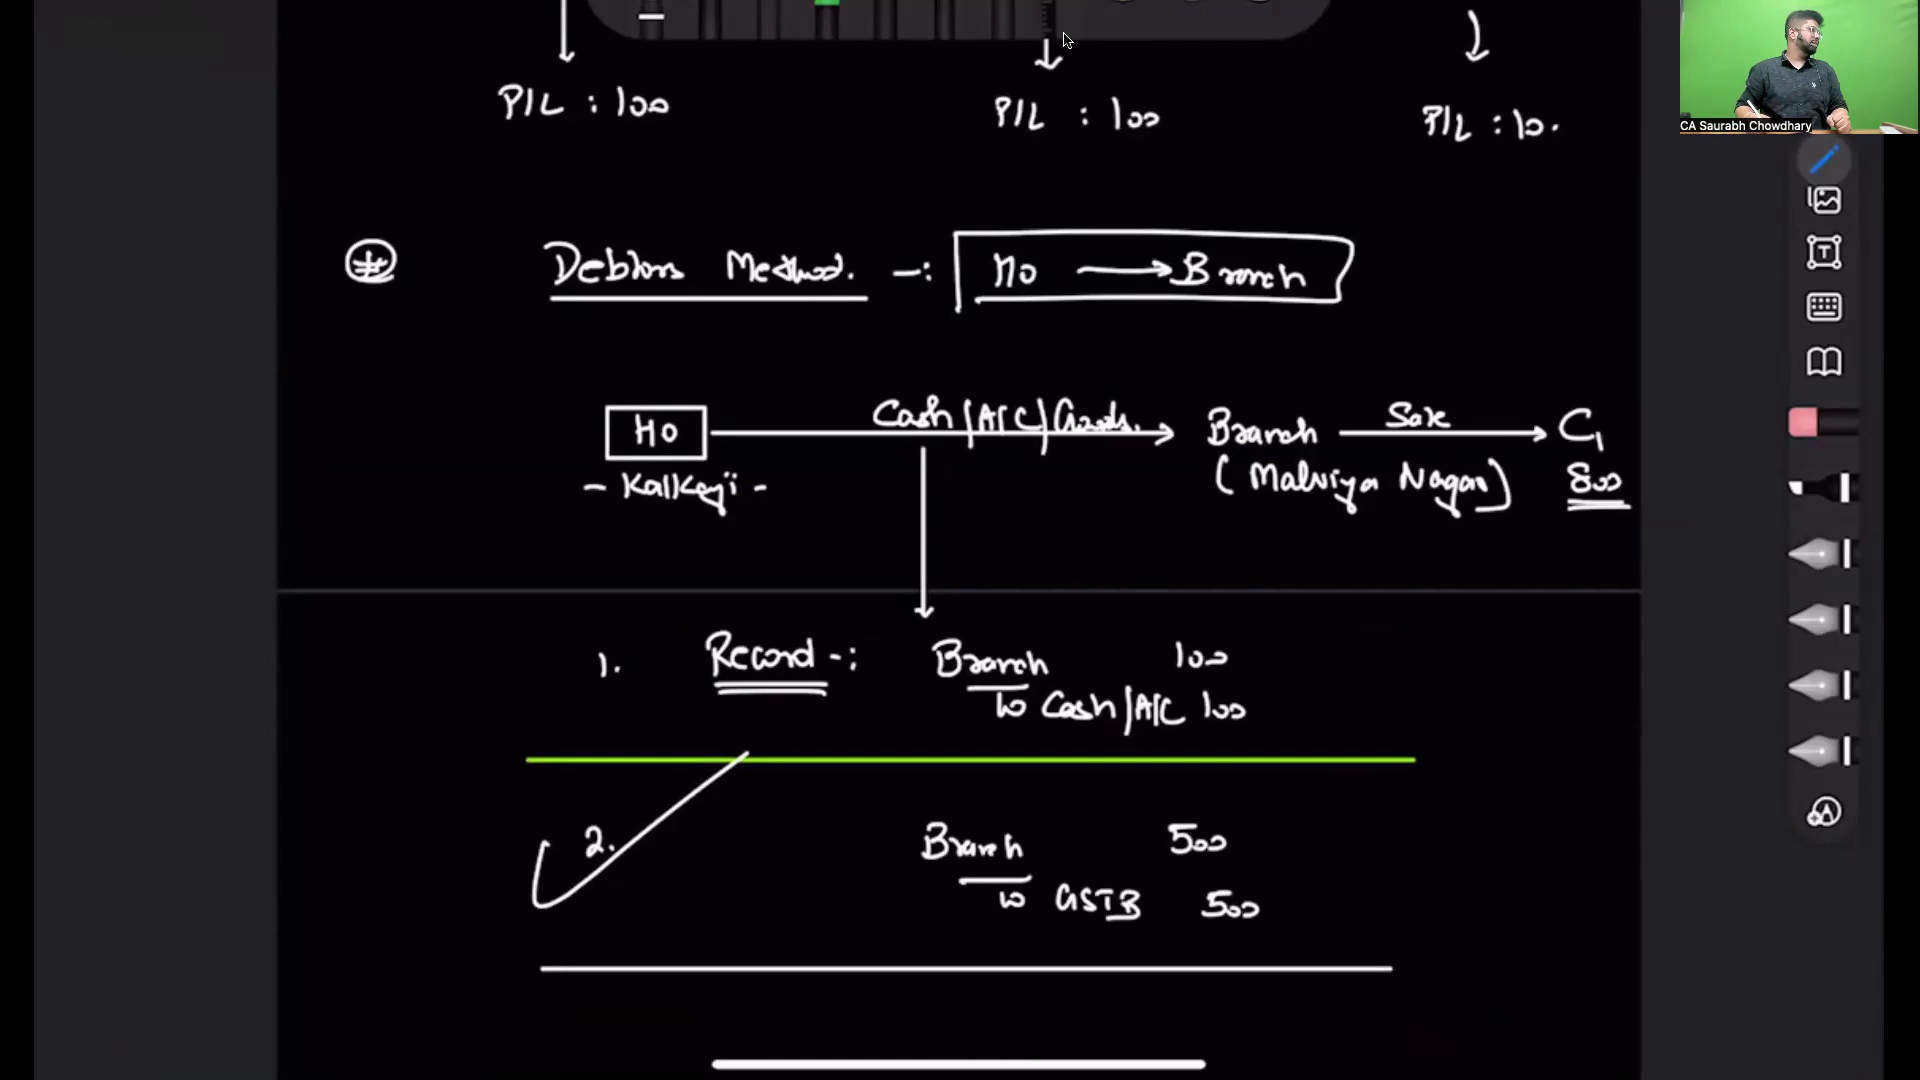 P/L : 100
P/L : 100
P/L : 10.
CA Saurabh Chowdhary
Debtors Method. -: HO → Branch
HO Cash/A/C/Goods. Branch Sale C1
- Kalkaji - (Malviya Nagar) 800
1. Record -: Branch 100
to Cash/A/C 100
2. Branch 500
to GSTB 500